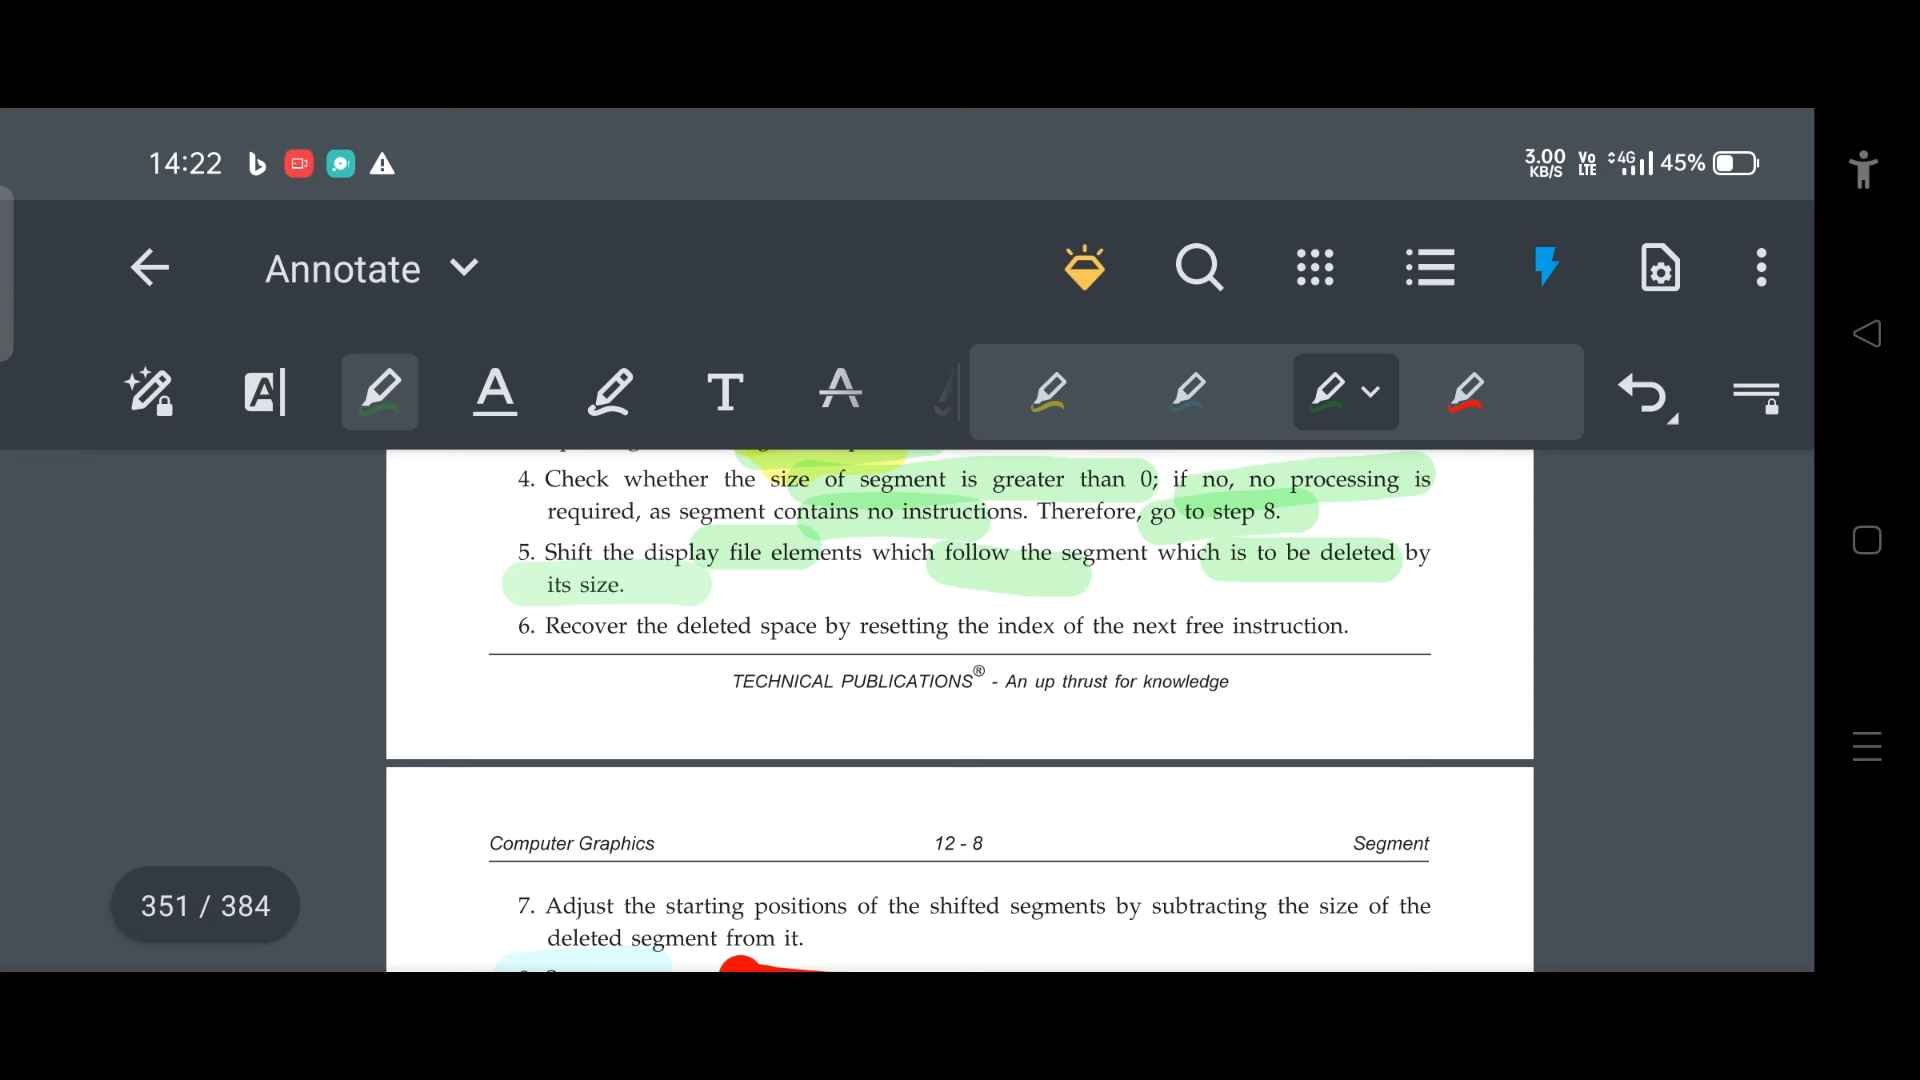 14:22
3.00 KB/S Vo LTE 4G 45%
Annotate
4. Check whether the size of segment is greater than 0; if no, no processing is
required, as segment contains no instructions. Therefore, go to step 8.
5. Shift the display file elements which follow the segment which is to be deleted by
its size.
6. Recover the deleted space by resetting the index of the next free instruction.
TECHNICAL PUBLICATIONS® - An up thrust for knowledge
Computer Graphics 12 - 8 Segment
351 / 384
7. Adjust the starting positions of the shifted segments by subtracting the size of the
deleted segment from it.